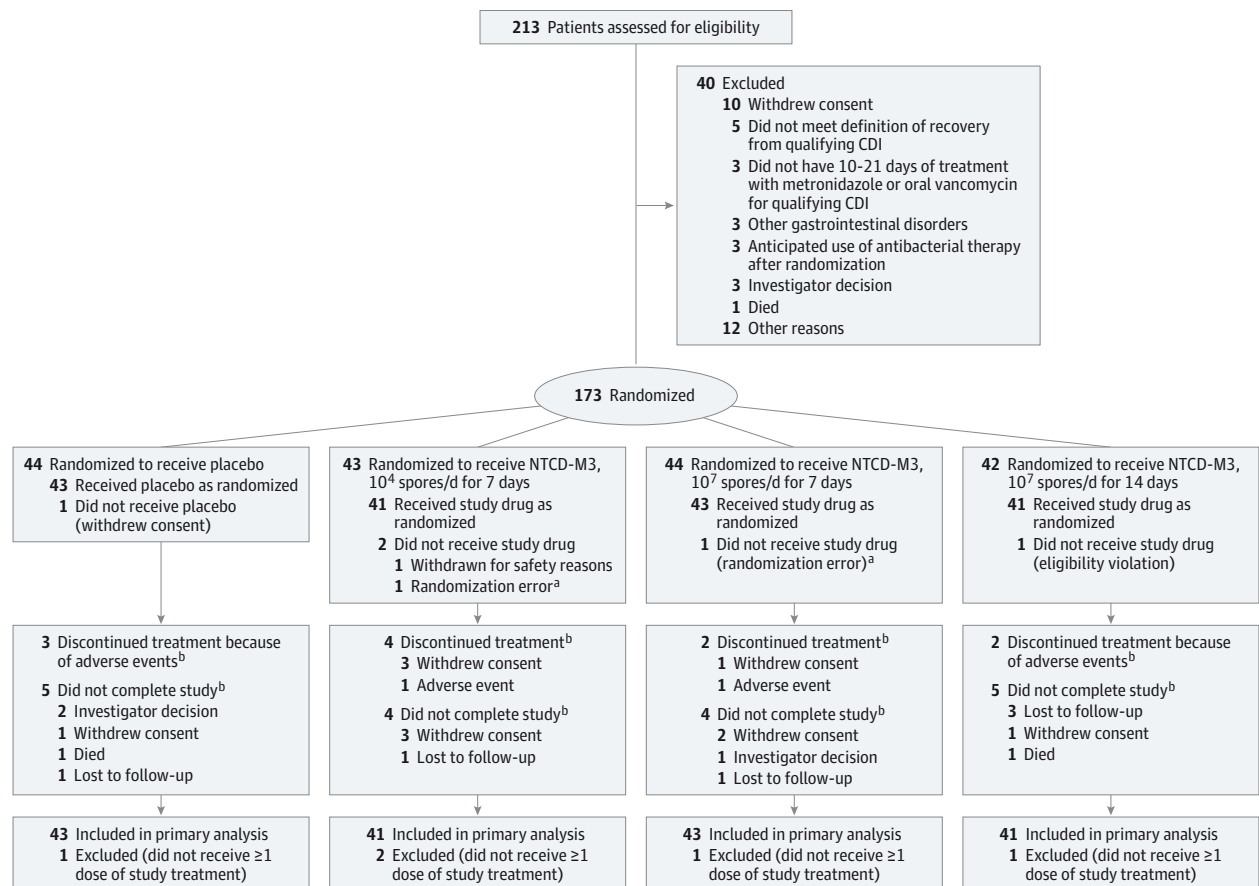 213 Patients assessed for eligibility
40 Excluded
10 Withdrew consent
5 Did not meet definition of recovery
from qualifying CDI
3 Did not have 10-21 days of treatment
with metronidazole or oral vancomycin
for qualifying CDI
3 Other gastrointestinal disorders
3 Anticipated use of antibacterial therapy
after randomization
3 Investigator decision
1 Died
12 Other reasons
173 Randomized
44 Randomized to receive placebo
43 Received placebo as randomized
1 Did not receive placebo
(withdrew consent)
43 Randomized to receive NTCD-M3,
10⁴ spores/d for 7 days
41 Received study drug as
randomized
2 Did not receive study drug
1 Withdrawn for safety reasons
1 Randomization errorᵃ
44 Randomized to receive NTCD-M3,
10⁷ spores/d for 7 days
43 Received study drug as
randomized
1 Did not receive study drug
(randomization error)ᵃ
42 Randomized to receive NTCD-M3,
10⁷ spores/d for 14 days
41 Received study drug as
randomized
1 Did not receive study drug
(eligibility violation)
3 Discontinued treatment because
of adverse eventsᵇ
5 Did not complete studyᵇ
2 Investigator decision
1 Withdrew consent
1 Died
1 Lost to follow-up
4 Discontinued treatmentᵇ
3 Withdrew consent
1 Adverse event
4 Did not complete studyᵇ
3 Withdrew consent
1 Lost to follow-up
2 Discontinued treatmentᵇ
1 Withdrew consent
1 Adverse event
4 Did not complete studyᵇ
2 Withdrew consent
1 Investigator decision
1 Lost to follow-up
2 Discontinued treatment because
of adverse eventsᵇ
5 Did not complete studyᵇ
3 Lost to follow-up
1 Withdrew consent
1 Died
43 Included in primary analysis
1 Excluded (did not receive ≥1
dose of study treatment)
41 Included in primary analysis
2 Excluded (did not receive ≥1
dose of study treatment)
43 Included in primary analysis
1 Excluded (did not receive ≥1
dose of study treatment)
41 Included in primary analysis
1 Excluded (did not receive ≥1
dose of study treatment)